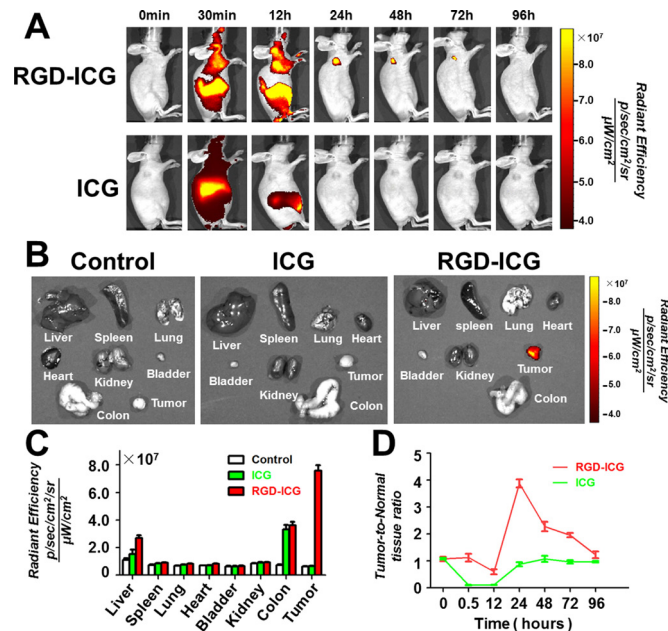 A
0min 30min 12h 24h 48h 72h 96h
RGD-ICG
ICG
×10⁷
8.0
7.0
6.0
5.0
4.0
Radiant Efficiency
p/sec/cm²/sr
µW/cm²
B
Control ICG RGD-ICG
Liver Spleen Lung
Heart Kidney Bladder
Colon Tumor
Liver Spleen Lung Heart
Bladder Kidney Tumor
Colon
Liver spleen Lung Heart
Bladder Kidney Tumor
Colon
×10⁷
8.0
7.0
6.0
5.0
4.0
Radiant Efficiency
p/sec/cm²/sr
µW/cm²
C
Radiant Efficiency
p/sec/cm²/sr
µW/cm²
×10⁷
8.0
6.0
4.0
2.0
0
Control
ICG
RGD-ICG
Liver Spleen Lung Heart Bladder Kidney Colon Tumor
D
Tumor-to-Normal
tissue ratio
5
4
3
2
1
0
RGD-ICG
ICG
0 0.5 12 24 48 72 96
Time ( hours )